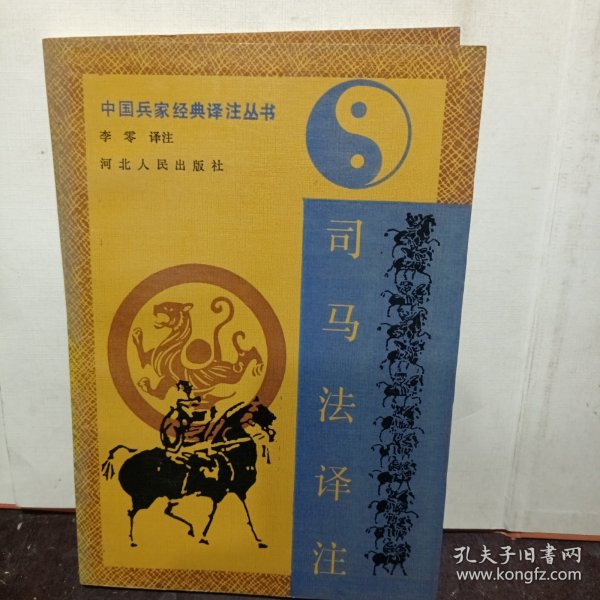 中国兵家经典译注丛书
李零 译注
河北人民出版社
司马法译注
孔夫子旧书网
www.kongfz.com